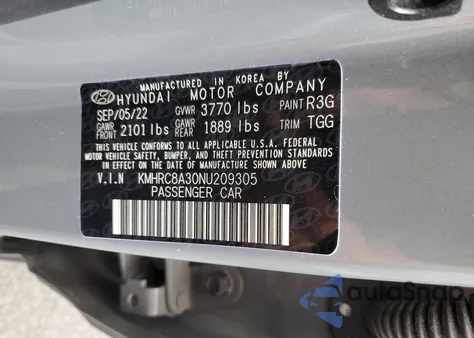 MANUFACTURED IN KOREA BY
HYUNDAI MOTOR COMPANY
SEP/05/22 GVWR 3770 lbs PAINT R3G
GAWR FRONT 2101 lbs GAWR REAR 1889 lbs TRIM TGG
THIS VEHICLE CONFORMS TO ALL APPLICABLE U.S.A. FEDERAL
MOTOR VEHICLE SAFETY, BUMPER, AND THEFT PREVENTION STANDARDS
IN EFFECT ON THE DATE OF MANUFACTURE SHOWN ABOVE
V.I.N KMHRC8A30NU209305
PASSENGER CAR
AutoSnap